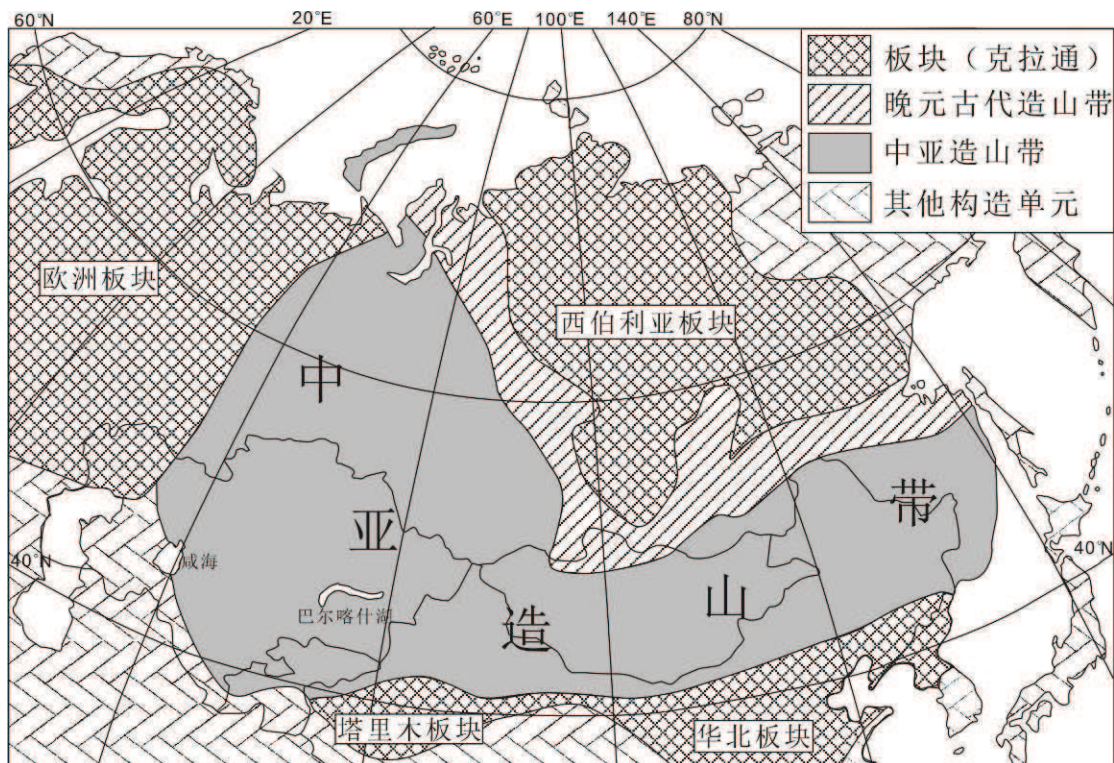 60°N 20°E 60°E 100°E 140°E 80°N
板块（克拉通）
晚元古代造山带
中亚造山带
其他构造单元
欧洲板块
西伯利亚板块
中
亚
造
山
带
咸海
巴尔喀什湖
40°N
40°N
塔里木板块
华北板块